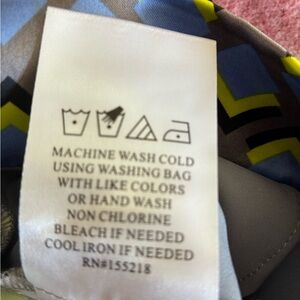 MACHINE WASH COLD
USING WASHING BAG
WITH LIKE COLORS
OR HAND WASH
NON CHLORINE
BLEACH IF NEEDED
COOL IRON IF NEEDED
RN#155218